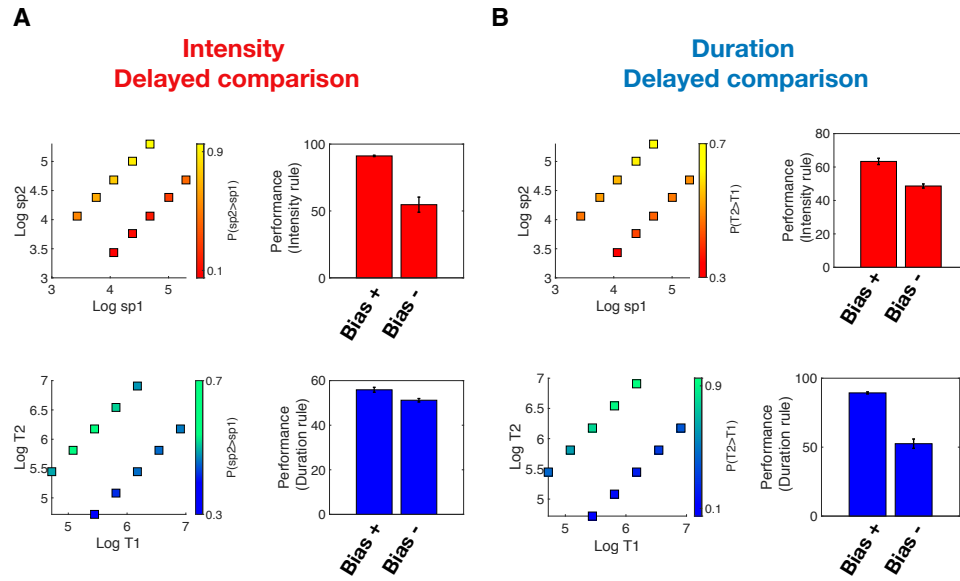 A
Intensity
Delayed comparison
5
4.5
4
3.5
3
Log sp2
3
4
5
Log sp1
0.9
0.1
P(sp2>sp1)
100
50
0
Performance
(Intensity rule)
Bias +
Bias -
7
6.5
6
5.5
5
Log T2
5
6
7
Log T1
0.7
0.3
P(sp2>sp1)
60
40
20
0
Performance
(Duration rule)
Bias +
Bias -
B
Duration
Delayed comparison
5
4.5
4
3.5
3
Log sp2
3
4
5
Log sp1
0.7
0.3
P(T2>T1)
80
60
40
20
0
Performance
(Intensity rule)
Bias +
Bias -
7
6.5
6
5.5
5
Log T2
5
6
7
Log T1
0.9
0.1
P(T2>T1)
100
50
0
Performance
(Duration rule)
Bias +
Bias -